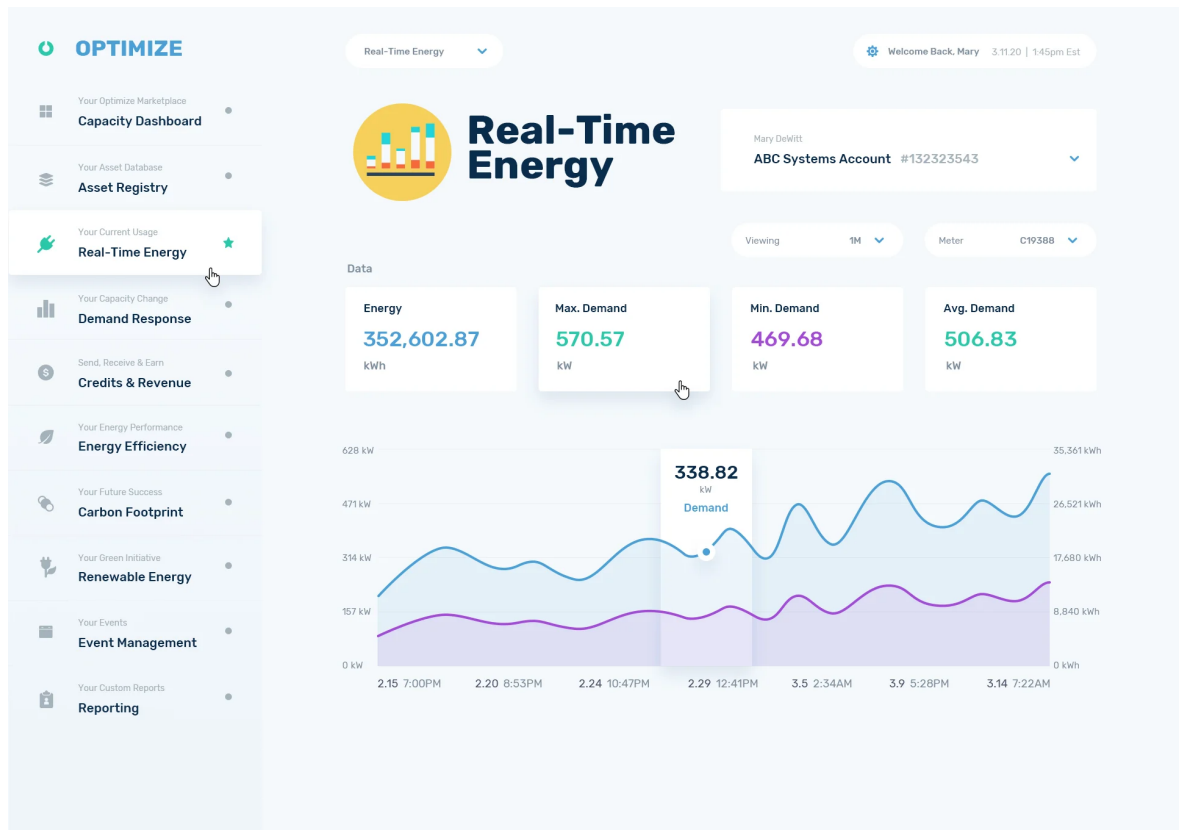 OPTIMIZE
Real-Time Energy
Welcome Back, Mary 3.11.20 | 1:45pm Est
Your Optimize Marketplace
Capacity Dashboard
Your Asset Database
Asset Registry
Your Current Usage
Real-Time Energy
Your Capacity Change
Demand Response
Send, Receive & Earn
Credits & Revenue
Your Energy Performance
Energy Efficiency
Your Future Success
Carbon Footprint
Your Green Initiative
Renewable Energy
Your Events
Event Management
Your Custom Reports
Reporting
Real-Time
Energy
Mary DeWitt
ABC Systems Account #132323543
Viewing 1M
Meter C19388
Data
Energy
352,602.87
kWh
Max. Demand
570.57
kW
Min. Demand
469.68
kW
Avg. Demand
506.83
kW
628 kW
471 kW
314 kW
157 kW
0 kW
338.82
kW
Demand
35,361 kWh
26,521 kWh
17,680 kWh
8,840 kWh
0 kWh
2.15 7:00PM
2.20 8:53PM
2.24 10:47PM
2.29 12:41PM
3.5 2:34AM
3.9 5:28PM
3.14 7:22AM